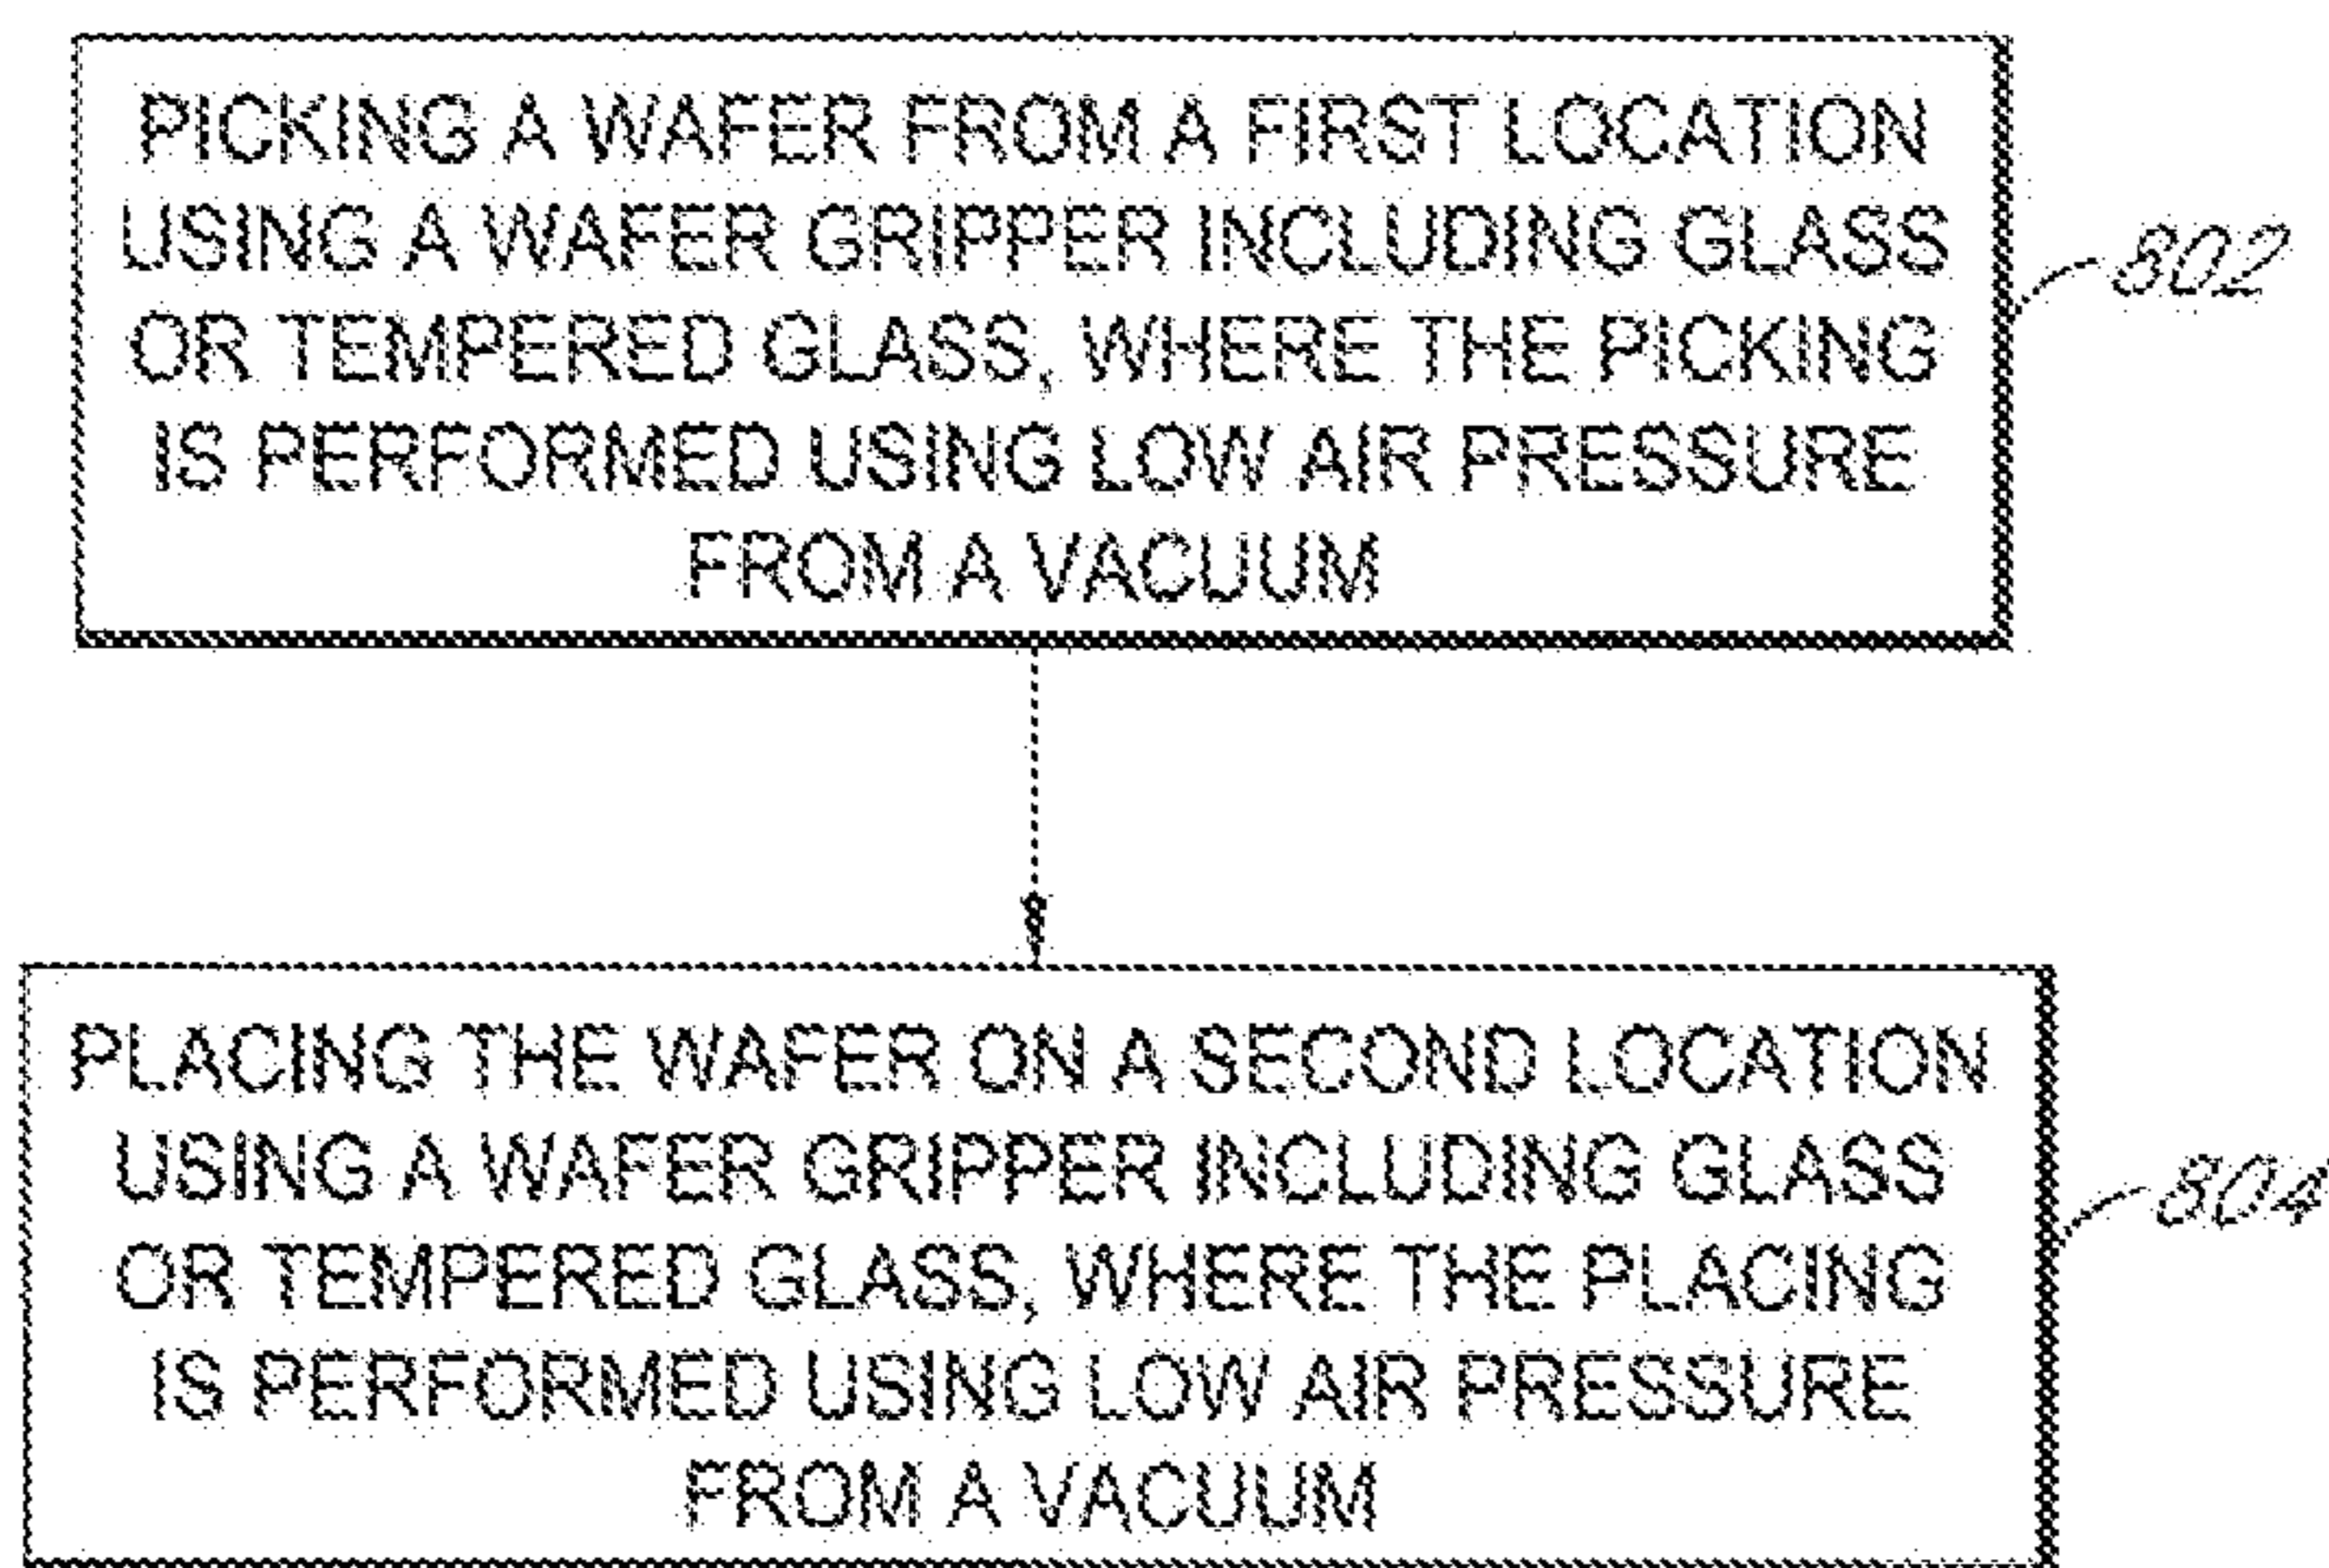 PICKING A WAFER FROM A FIRST LOCATION
USING A WAFER GRIPPER INCLUDING GLASS
OR TEMPERED GLASS, WHERE THE PICKING
IS PERFORMED USING LOW AIR PRESSURE
FROM A VACUUM
802
PLACING THE WAFER ON A SECOND LOCATION
USING A WAFER GRIPPER INCLUDING GLASS
OR TEMPERED GLASS, WHERE THE PLACING
IS PERFORMED USING LOW AIR PRESSURE
FROM A VACUUM
804